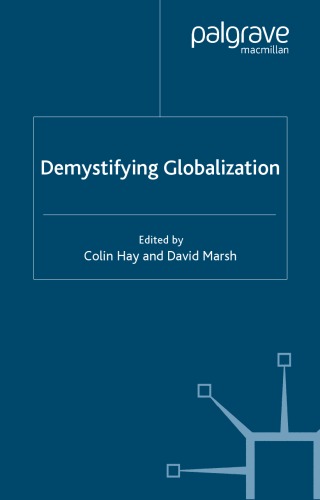 palgrave
macmillan
Demystifying Globalization
Edited by
Colin Hay and David Marsh